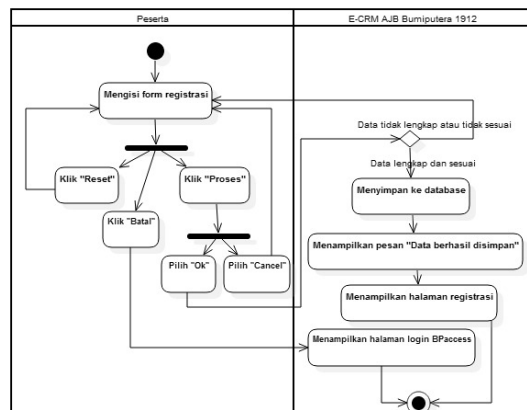 Peserta
E-CRM AJB Bumiputera 1912
Mengisi form registrasi
Data tidak lengkap atau tidak sesuai
Data lengkap dan sesuai
Klik "Reset"
Klik "Proses"
Menyimpan ke database
Klik "Batal"
Menampilkan pesan "Data berhasil disimpan"
Pilih "Ok"
Pilih "Cancel"
Menampilkan halaman registrasi
Menampilkan halaman login BPaccess